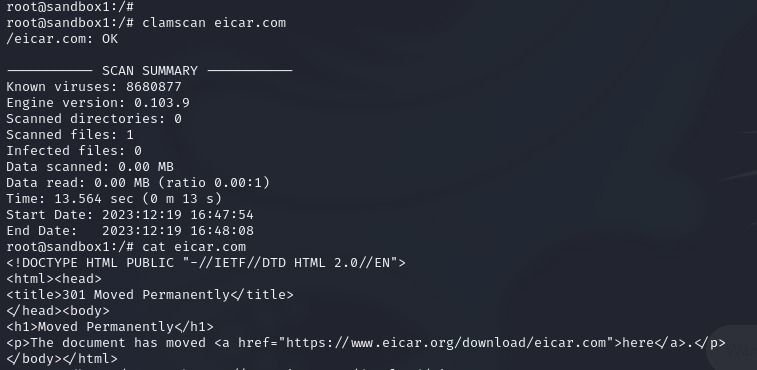 root@sandbox1:/#
root@sandbox1:/# clamscan eicar.com
/eicar.com: OK
----------- SCAN SUMMARY -----------
Known viruses: 8680877
Engine version: 0.103.9
Scanned directories: 0
Scanned files: 1
Infected files: 0
Data scanned: 0.00 MB
Data read: 0.00 MB (ratio 0.00:1)
Time: 13.564 sec (0 m 13 s)
Start Date: 2023:12:19 16:47:54
End Date:   2023:12:19 16:48:08
root@sandbox1:/# cat eicar.com
<!DOCTYPE HTML PUBLIC "-//IETF//DTD HTML 2.0//EN">
<html><head>
<title>301 Moved Permanently</title>
</head><body>
<h1>Moved Permanently</h1>
<p>The document has moved <a href="https://www.eicar.org/download/eicar.com">here</a>.</p>
</body></html>